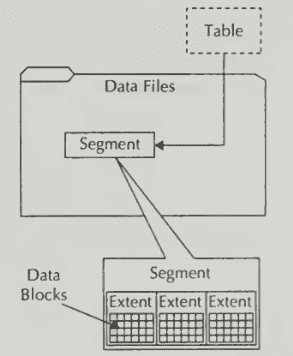 Table
Data Files
Segment
Segment
Data
Blocks
Extent Extent Extent